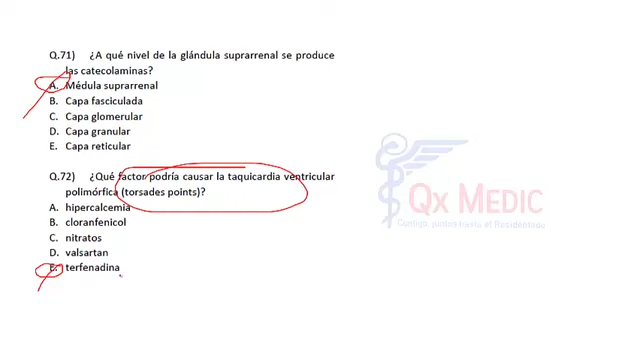 Q.71) ¿A qué nivel de la glándula suprarrenal se produce
las catecolaminas?
A. Médula suprarrenal
B. Capa fasciculada
C. Capa glomerular
D. Capa granular
E. Capa reticular
Q.72) ¿Qué factor podría causar la taquicardia ventricular
polimórfica (torsades points)?
A. hipercalcemia
B. cloranfenicol
C. nitratos
D. valsartan
E. terfenadina
Qx MEDIC
Contigo, juntos hasta el Residentado